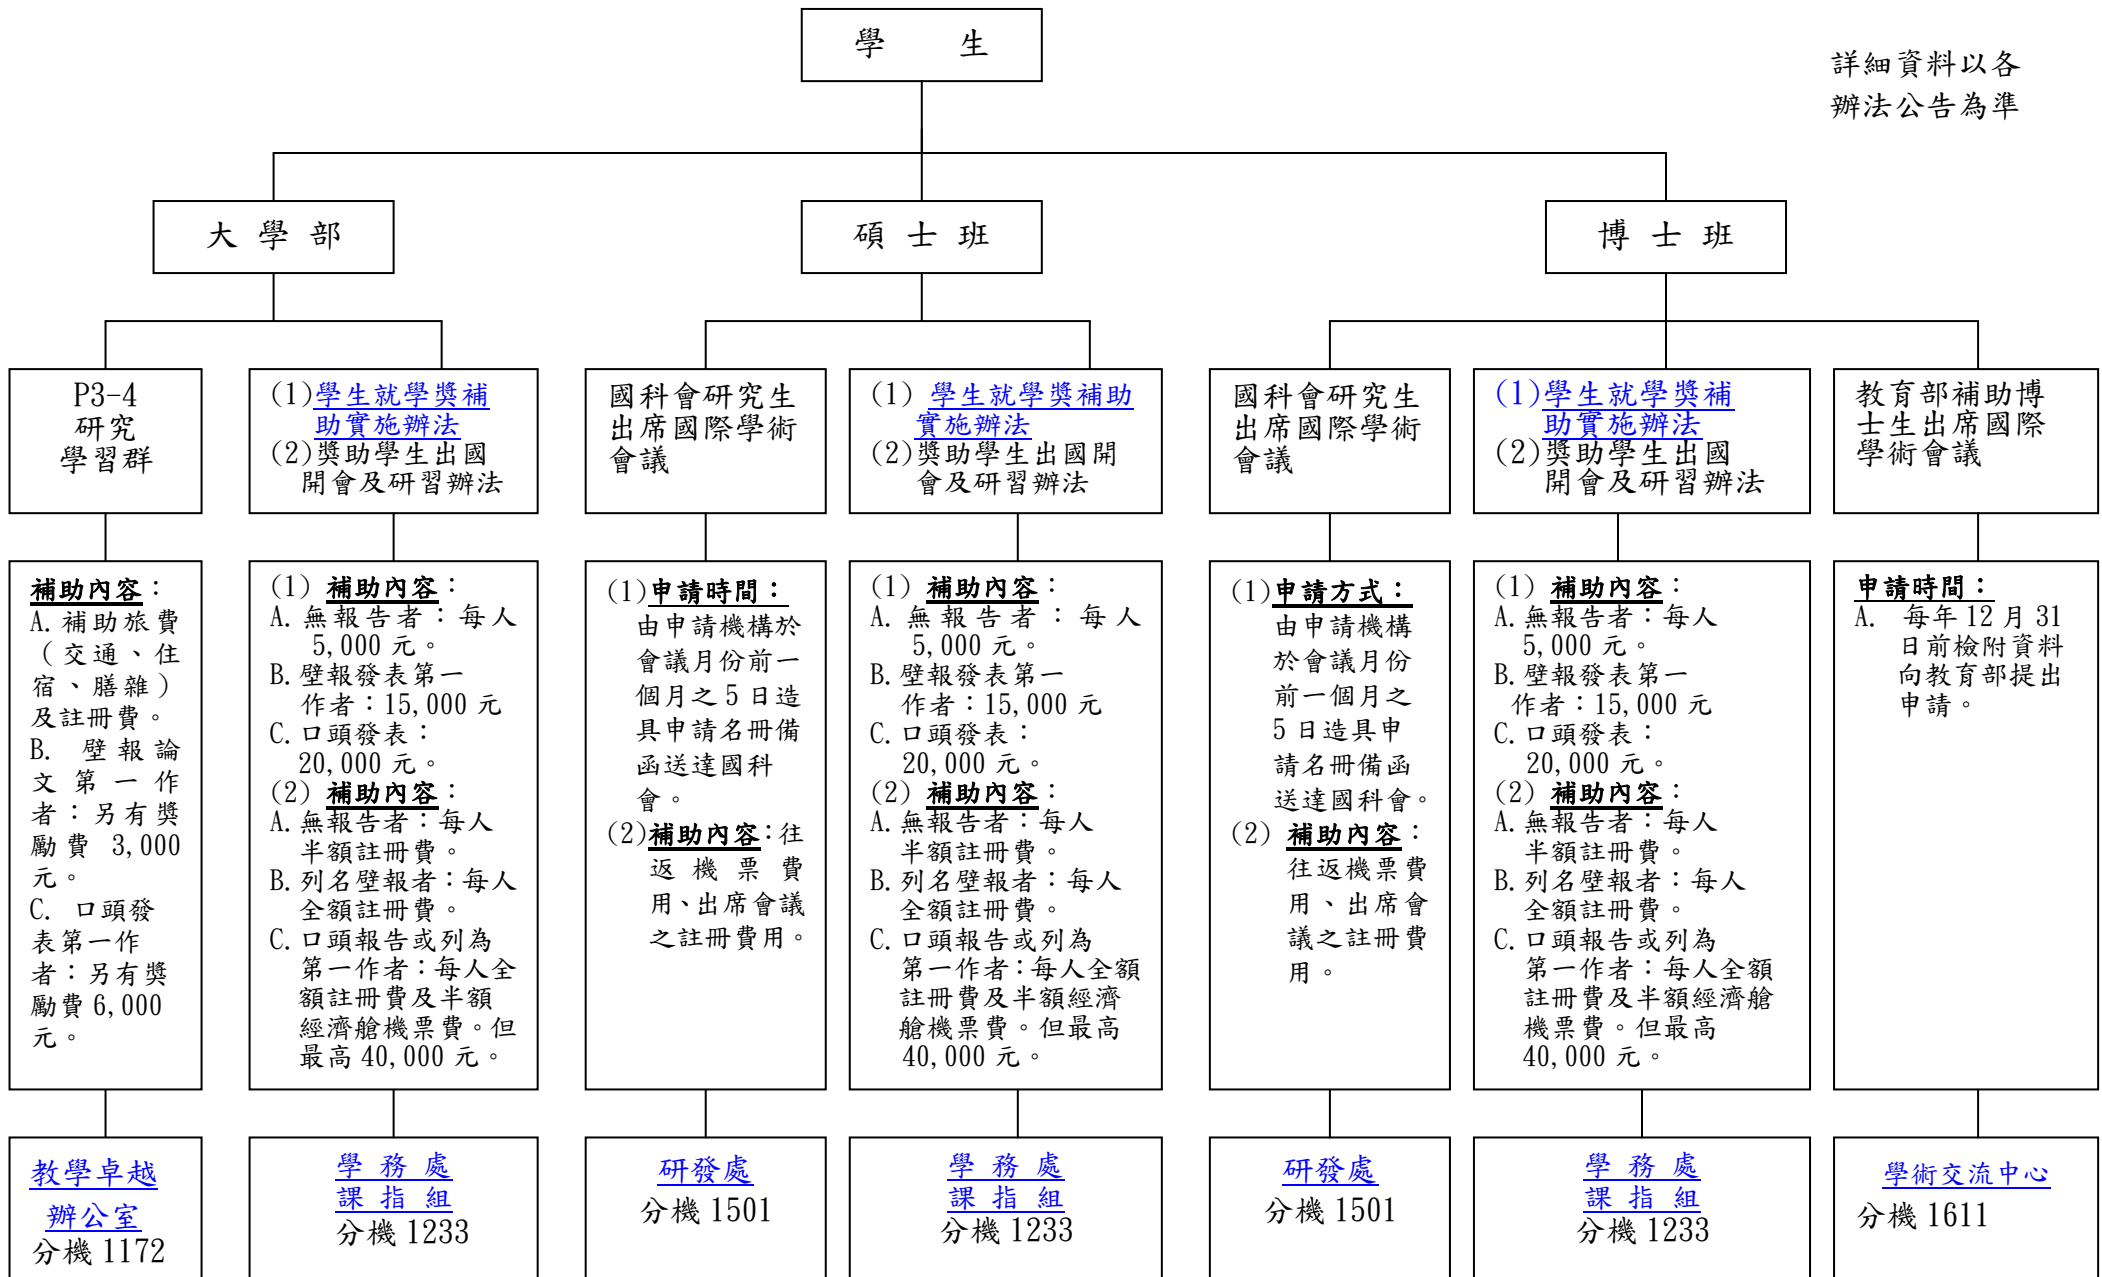 學 生
詳細資料以各
辦法公告為準
大 學 部
碩 士 班
博 士 班
P3-4
研究
學習群
(1)學生就學獎補
助實施辦法
(2)獎助學生出國
開會及研習辦法
國科會研究生
出席國際學術
會議
(1) 學生就學獎補助
實施辦法
(2)獎助學生出國開
會及研習辦法
國科會研究生
出席國際學術
會議
(1)學生就學獎補
助實施辦法
(2)獎助學生出國
開會及研習辦法
教育部補助博
士生出席國際
學術會議
補助內容：
A.補助旅費
（交通、住
宿、膳雜）
及註冊費。
B. 壁報論
文第一作
者：另有獎
勵費 3,000
元。
C. 口頭發
表第一作
者：另有獎
勵費 6,000
元。
(1) 補助內容：
A.無報告者：每人
5,000 元。
B.壁報發表第一
作者：15,000 元
C.口頭發表：
20,000 元。
(2) 補助內容：
A.無報告者：每人
半額註冊費。
B.列名壁報者：每人
全額註冊費。
C.口頭報告或列為
第一作者：每人全
額註冊費及半額
經濟艙機票費。但
最高 40,000 元。
(1)申請時間：
由申請機構於
會議月份前一
個月之 5 日造
具申請名冊備
函送達國科
會。
(2)補助內容：往
返機票費
用、出席會議
之註冊費用。
(1) 補助內容：
A.無報告者：每人
5,000 元。
B.壁報發表第一
作者：15,000 元
C.口頭發表：
20,000 元。
(2) 補助內容：
A.無報告者：每人
半額註冊費。
B.列名壁報者：每人
全額註冊費。
C.口頭報告或列為
第一作者：每人全額
註冊費及半額經濟
艙機票費。但最高
40,000 元。
(1)申請方式：
由申請機構
於會議月份
前一個月之
5 日造具申
請名冊備函
送達國科會。
(2) 補助內容：
往返機票費
用、出席會
議之註冊費
用。
(1) 補助內容：
A.無報告者：每人
5,000 元。
B.壁報發表第一
作者：15,000 元
C.口頭發表：
20,000 元。
(2) 補助內容：
A.無報告者：每人
半額註冊費。
B.列名壁報者：每人
全額註冊費。
C.口頭報告或列為
第一作者：每人全額
註冊費及半額經濟艙
機票費。但最高
40,000 元。
申請時間：
A. 每年 12 月 31
日前檢附資料
向教育部提出
申請。
教學卓越
辦公室
分機 1172
學 務 處
課 指 組
分機 1233
研發處
分機 1501
學 務 處
課 指 組
分機 1233
研發處
分機 1501
學 務 處
課 指 組
分機 1233
學術交流中心
分機 1611